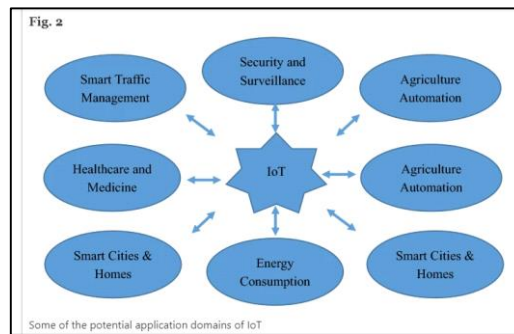 Fig. 2
Security and
Surveillance
Smart Traffic
Management
Agriculture
Automation
Healthcare and
Medicine
IoT
Agriculture
Automation
Smart Cities &
Homes
Energy
Consumption
Smart Cities &
Homes
Some of the potential application domains of IoT